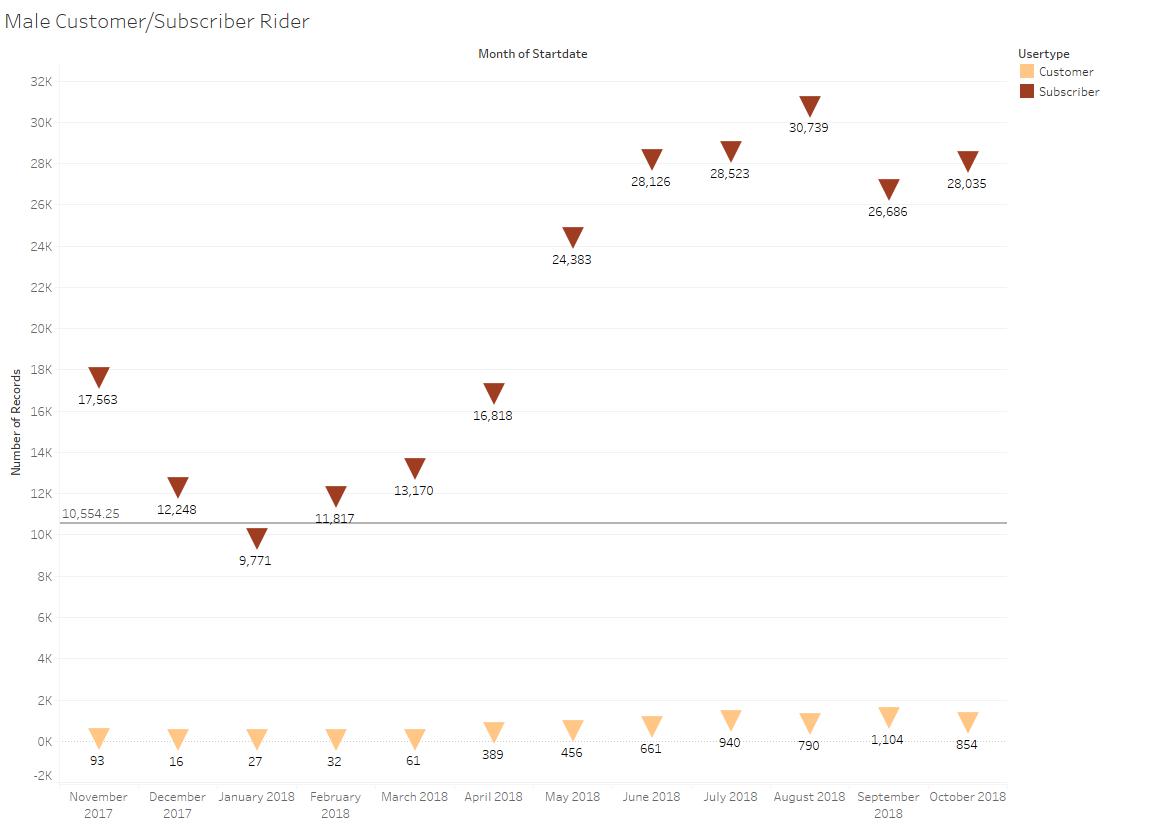 Male Customer/Subscriber Rider
Month of Startdate
Usertype
Customer
Subscriber
Number of Records
32K
30K
28K
26K
24K
22K
20K
18K
16K
14K
12K
10K
8K
6K
4K
2K
0K
-2K
10,554.25
17,563
12,248
9,771
11,817
13,170
16,818
24,383
28,126
28,523
30,739
26,686
28,035
93
16
27
32
61
389
456
661
940
790
1,104
854
November
2017
December
2017
January 2018
February
2018
March 2018
April 2018
May 2018
June 2018
July 2018
August 2018
September
2018
October 2018